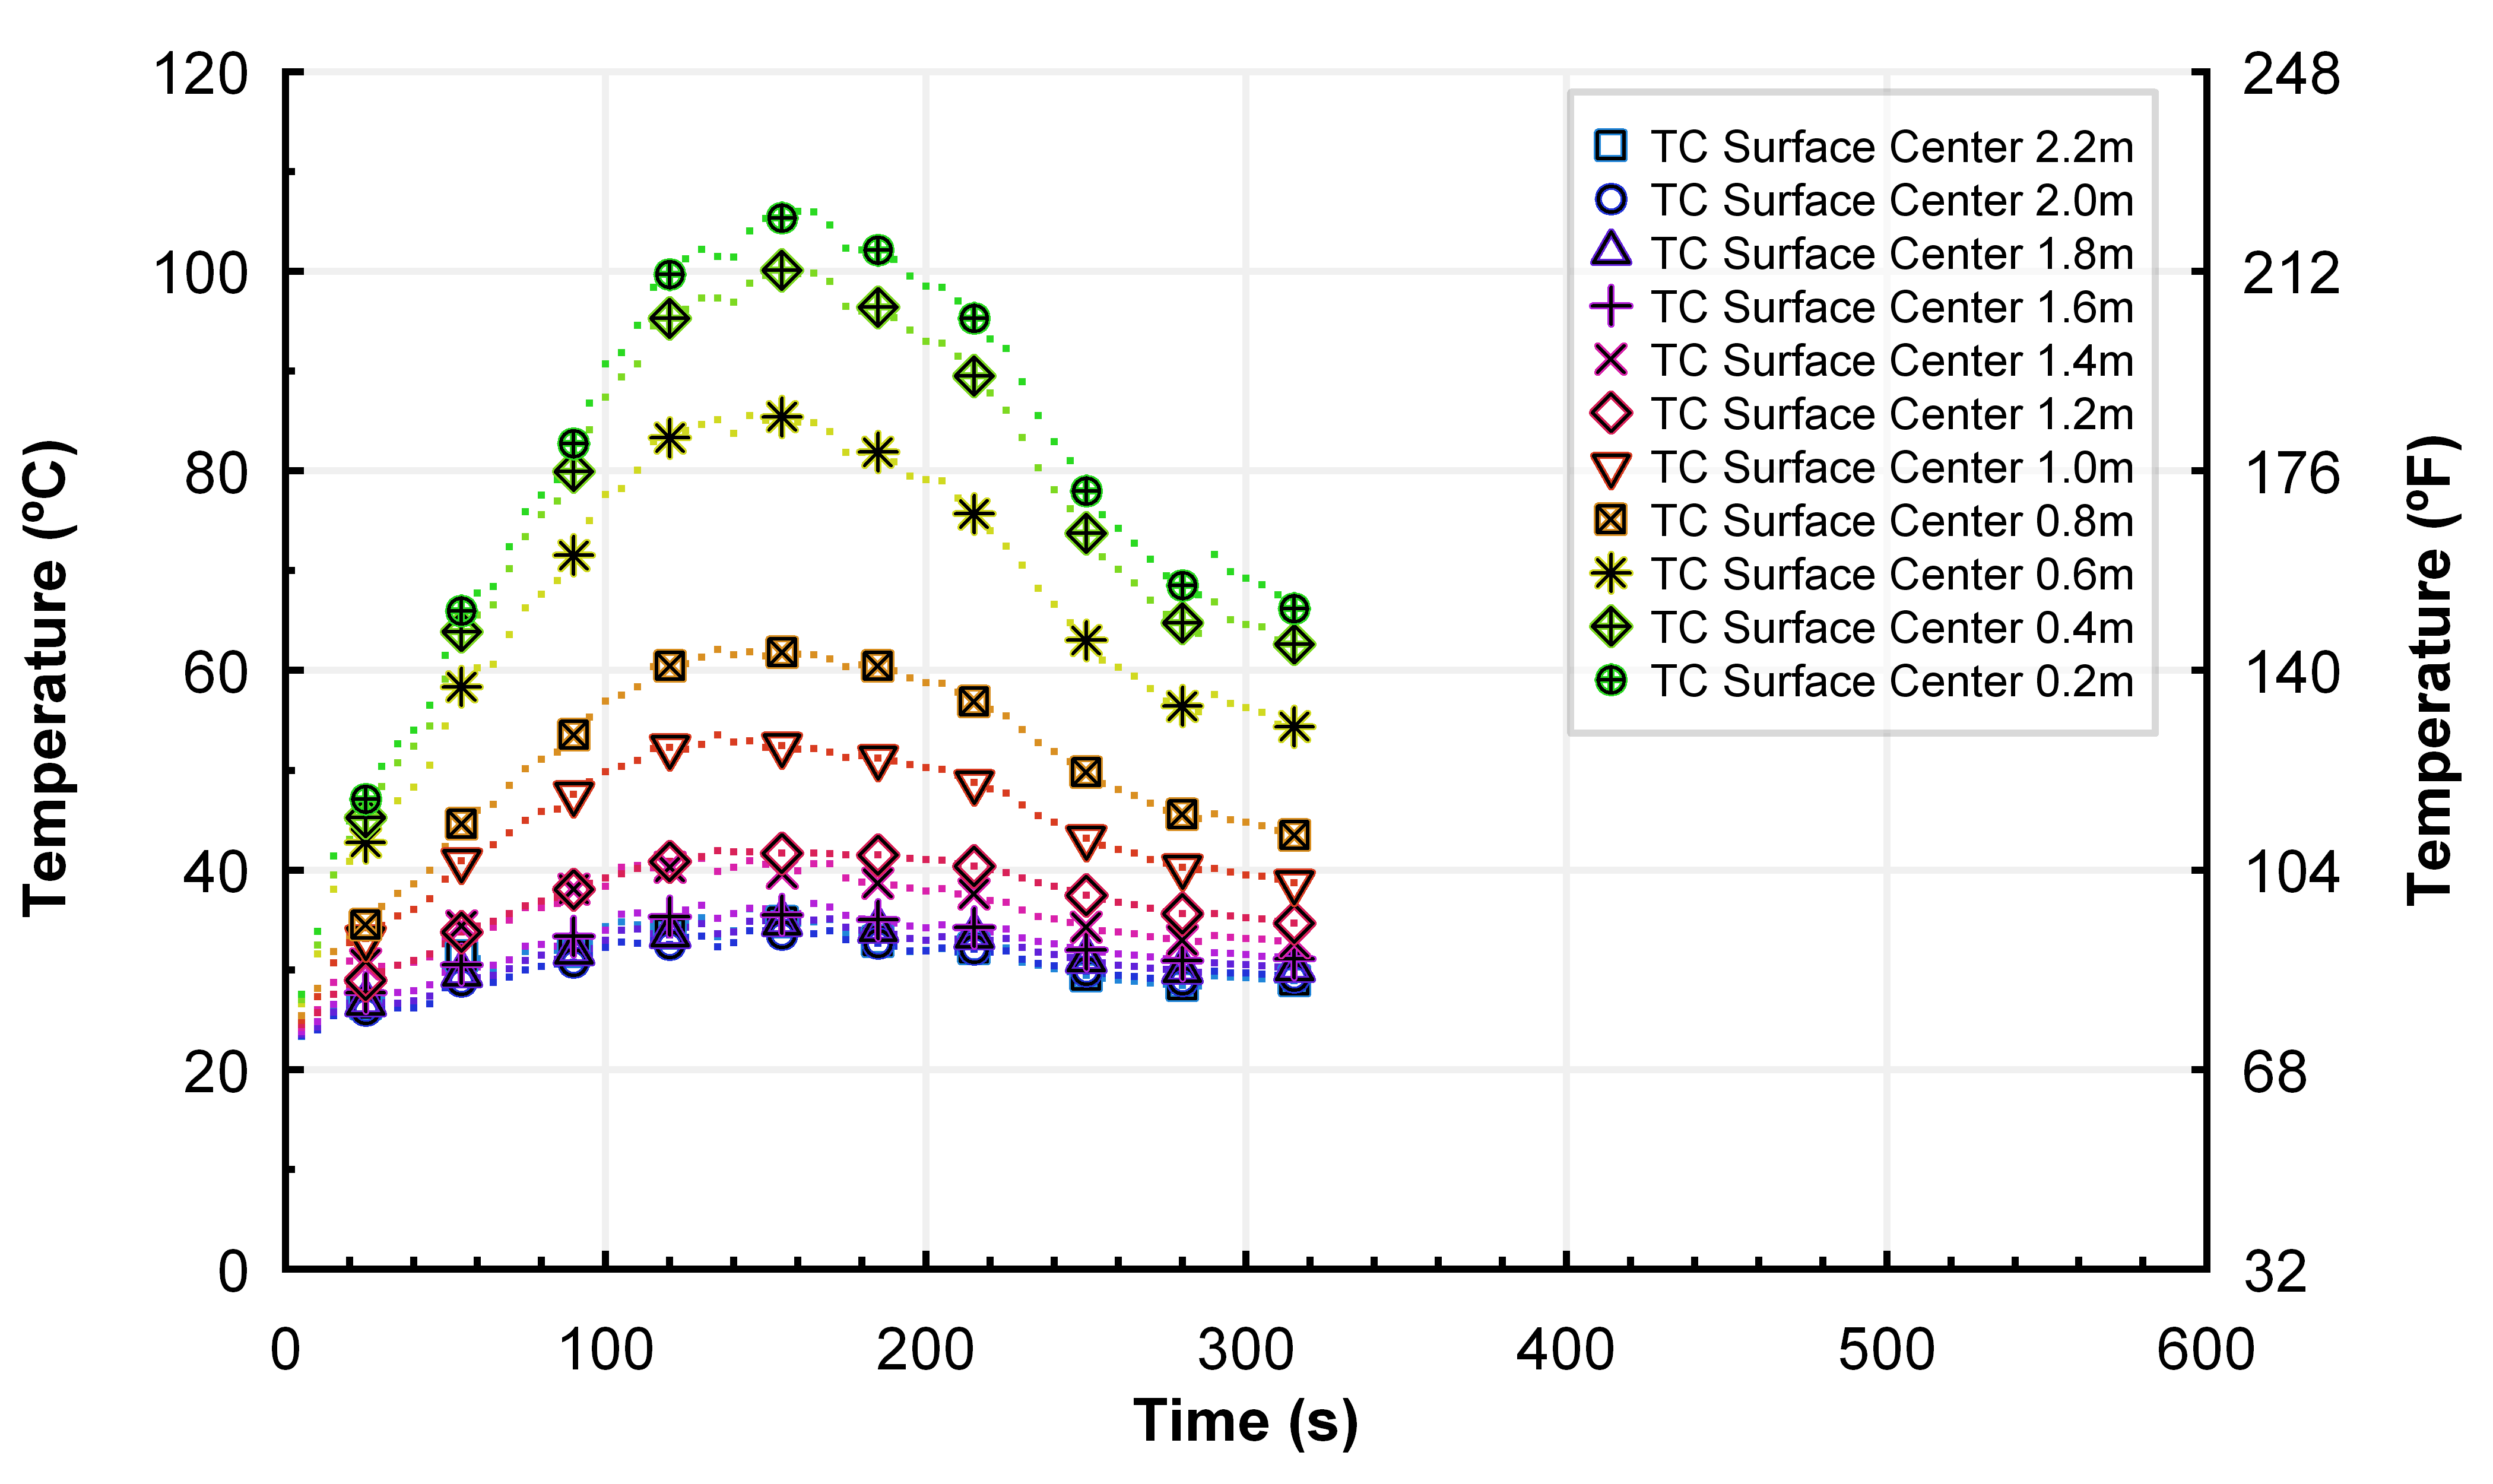 120
100
80
60
40
20
0
248
212
176
140
104
68
32
Temperature (ºC)
Temperature (ºF)
TC Surface Center 2.2m
TC Surface Center 2.0m
TC Surface Center 1.8m
TC Surface Center 1.6m
TC Surface Center 1.4m
TC Surface Center 1.2m
TC Surface Center 1.0m
TC Surface Center 0.8m
TC Surface Center 0.6m
TC Surface Center 0.4m
TC Surface Center 0.2m
0 100 200 300 400 500 600
Time (s)